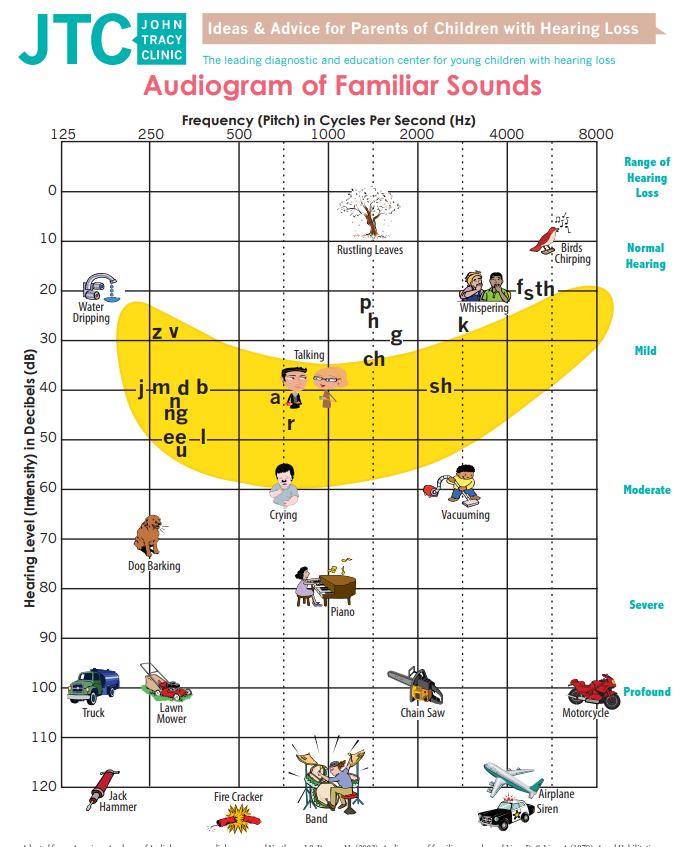 JTC
JOHN
TRACY
CLINIC
Ideas & Advice for Parents of Children with Hearing Loss
The leading diagnostic and education center for young children with hearing loss
Audiogram of Familiar Sounds
Frequency (Pitch) in Cycles Per Second (Hz)
125 250 500 1000 2000 4000 8000
Range of
Hearing
Loss
Hearing Level (Intensity) in Decibels (dB)
0
Rustling Leaves
10
Birds
Chirping
Normal
Hearing
20
Water
Dripping
Whispering
f s th
p
h
g
k
30
z v
Mild
Talking
ch
40
j m d b
n
ng
a
r
sh
50
ee l
u
60
Crying
Vacuuming
Moderate
70
Dog Barking
80
Piano
Severe
90
100
Truck
Lawn
Mower
Chain Saw
Motorcycle
Profound
110
120
Jack
Hammer
Fire Cracker
Band
Airplane
Siren